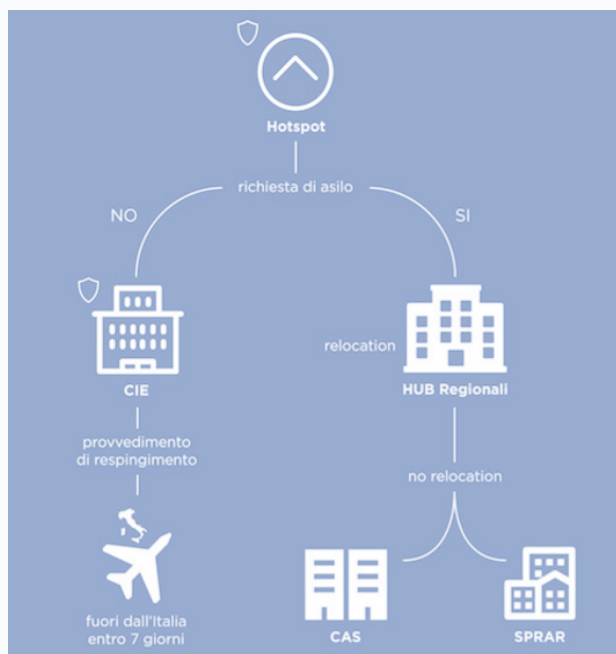 Hotspot
richiesta di asilo
NO
SI
relocation
CIE
HUB Regionali
provvedimento
di respingimento
no relocation
fuori dall'Italia
entro 7 giorni
CAS
SPRAR